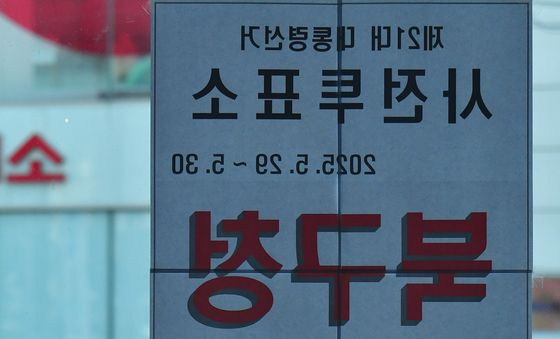 제21대 대통령선거
사전투표소
2025. 5. 29 ~ 5. 30
북구청
소